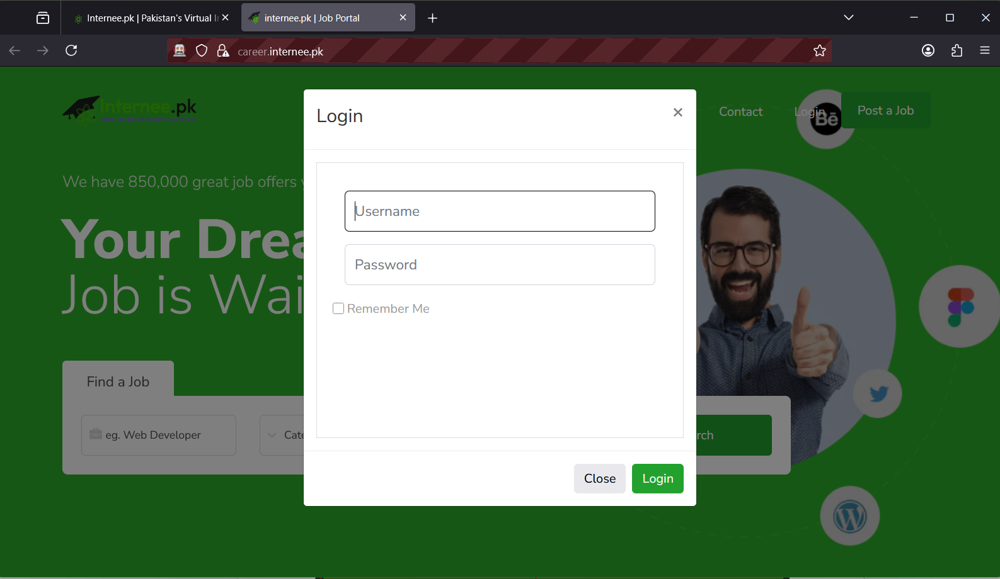 Internee.pk | Pakistan's Virtual I
internee.pk | Job Portal
career.internee.pk
Internee.pk
Contact
Login
Bē
Post a Job
We have 850,000 great job offers y
Your Drea
Job is Wai
Login
Username
Password
Remember Me
Close
Login
Find a Job
eg. Web Developer
Cate
rch